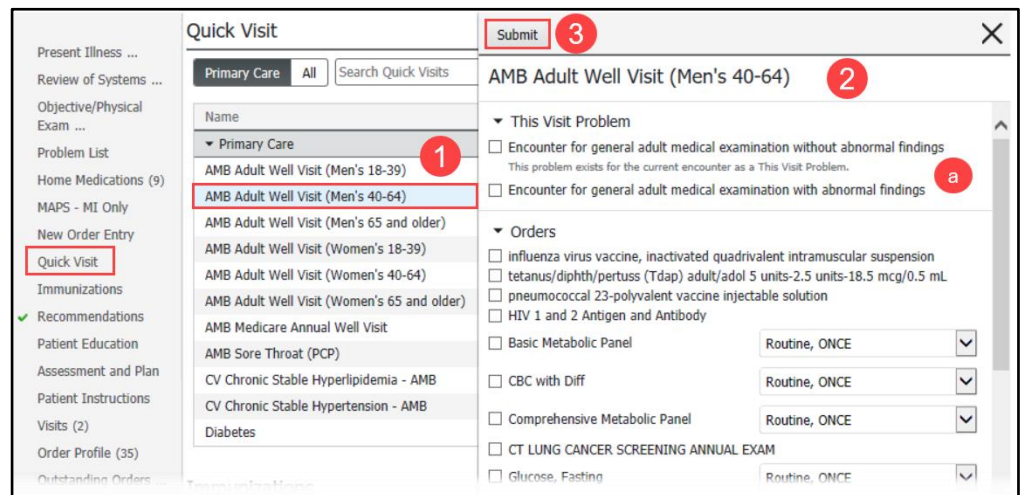 Present Illness ...
Review of Systems ...
Objective/Physical
Exam ...
Problem List
Home Medications (9)
MAPS - MI Only
New Order Entry
Quick Visit
Immunizations
Recommendations
Patient Education
Assessment and Plan
Patient Instructions
Visits (2)
Order Profile (35)
Outstanding Orders ...
Quick Visit
Primary Care All Search Quick Visits
Name
Primary Care
1
AMB Adult Well Visit (Men's 18-39)
AMB Adult Well Visit (Men's 40-64)
AMB Adult Well Visit (Men's 65 and older)
AMB Adult Well Visit (Women's 18-39)
AMB Adult Well Visit (Women's 40-64)
AMB Adult Well Visit (Women's 65 and older)
AMB Medicare Annual Well Visit
AMB Sore Throat (PCP)
CV Chronic Stable Hyperlipidemia - AMB
CV Chronic Stable Hypertension - AMB
Diabetes
Immunizations
Submit 3
AMB Adult Well Visit (Men's 40-64) 2
This Visit Problem
Encounter for general adult medical examination without abnormal findings
This problem exists for the current encounter as a This Visit Problem.
a
Encounter for general adult medical examination with abnormal findings
Orders
influenza virus vaccine, inactivated quadrivalent intramuscular suspension
tetanus/diphth/pertuss (Tdap) adult/adol 5 units-2.5 units-18.5 mcg/0.5 mL
pneumococcal 23-polyvalent vaccine injectable solution
HIV 1 and 2 Antigen and Antibody
Basic Metabolic Panel Routine, ONCE
CBC with Diff Routine, ONCE
Comprehensive Metabolic Panel Routine, ONCE
CT LUNG CANCER SCREENING ANNUAL EXAM
Glucose, Fasting Routine, ONCE